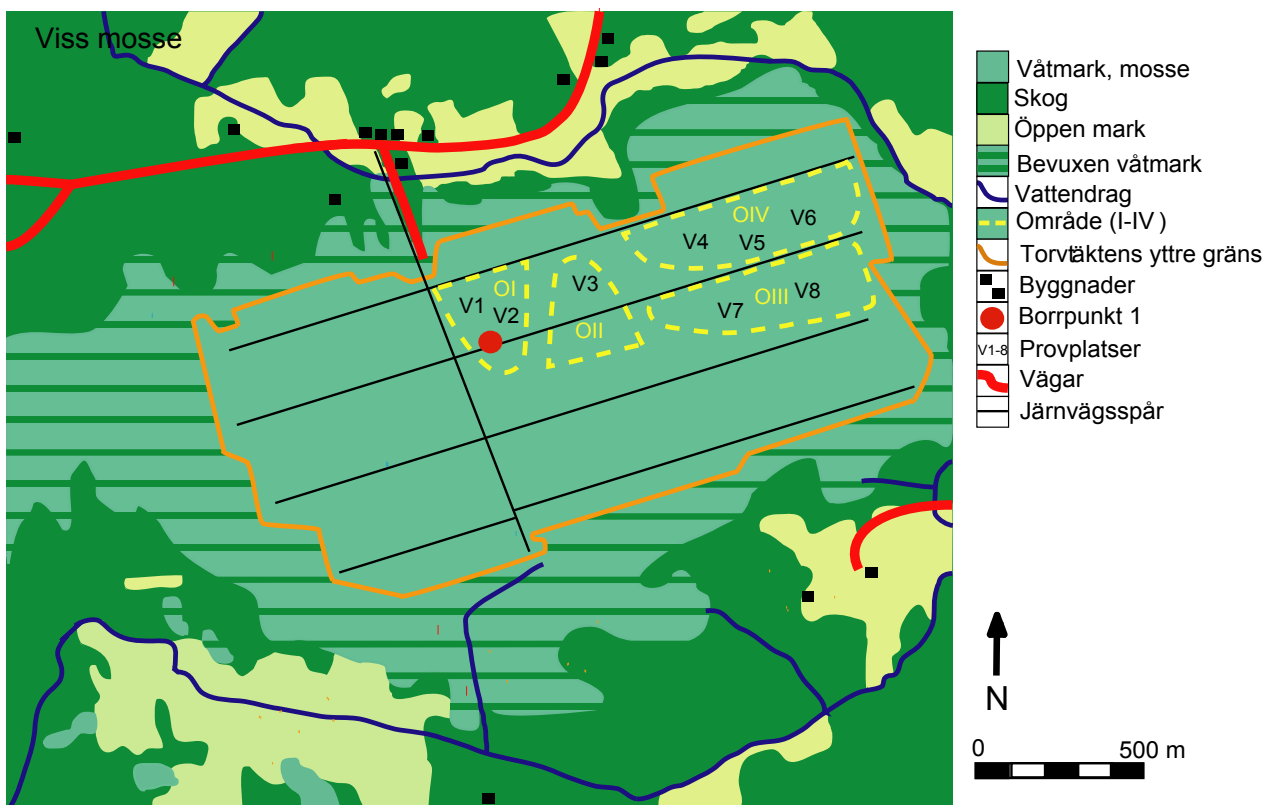 Viss mosse
OIV
V6
V4
V5
OI
V3
V1
V2
OIII
V8
V7
OII
Våtmark, mosse
Skog
Öppen mark
Bevuxen våtmark
Vattendrag
Område (I-IV )
Torvtäktens yttre gräns
Byggnader
Borrpunkt 1
V1-8 Provplatser
Vägar
Järnvägsspår
N
0 500 m